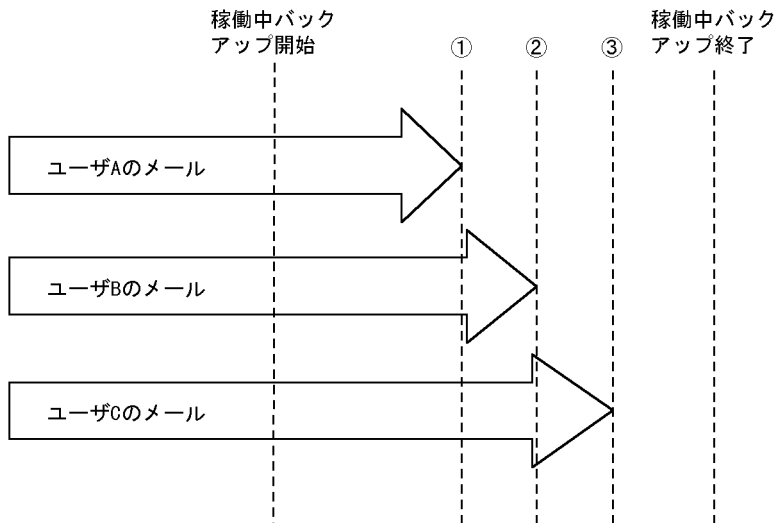 稼働中バック
アップ開始
①
②
③
稼働中バック
アップ終了
ユーザAのメール
ユーザBのメール
ユーザCのメール